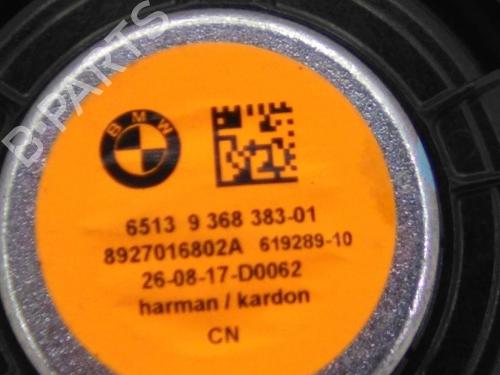 B-PARTS
BMW
6513 9 368 383-01
8927016802A 619289-10
26-08-17-D0062
harman / kardon
CN